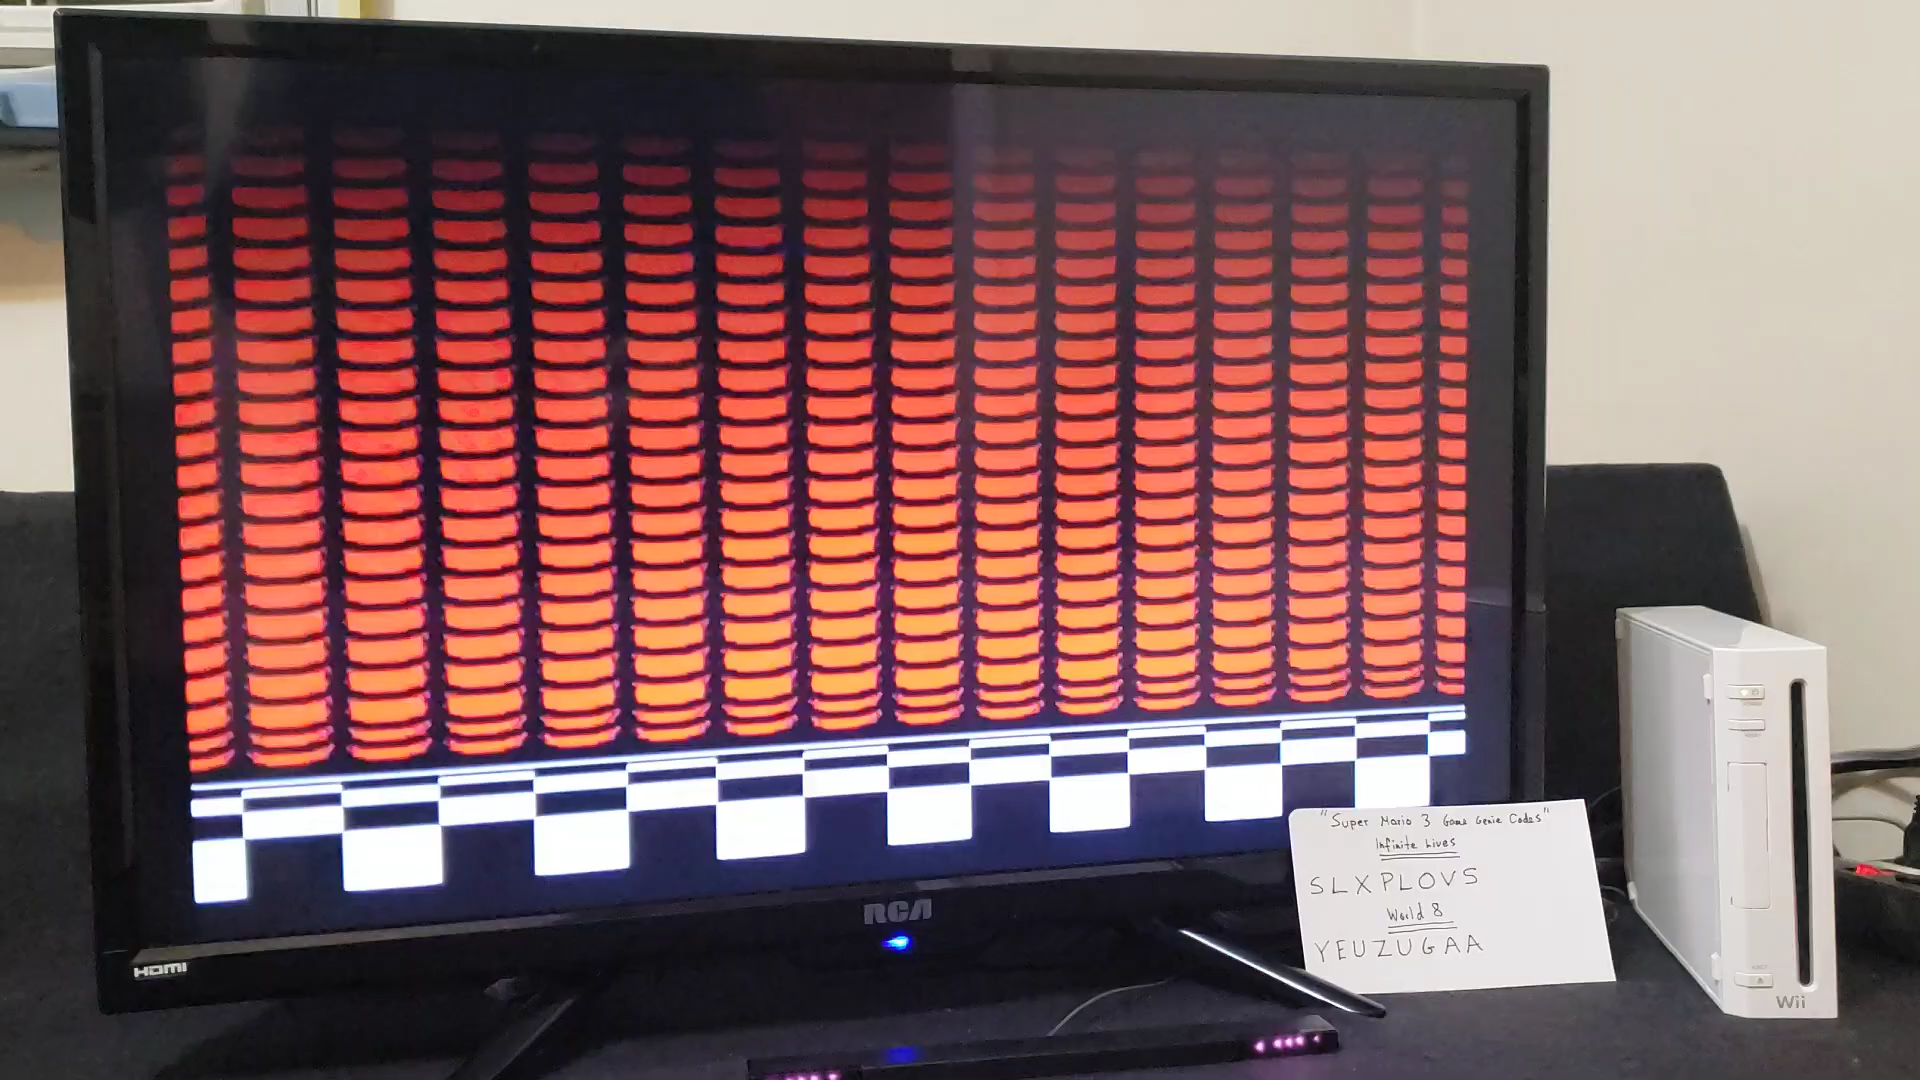 RCA
HDMI
"Super Mario 3 Game Genie Codes"
Infinite Lives
SLXPLOVS
World 8
YEUZUGAA
Wii